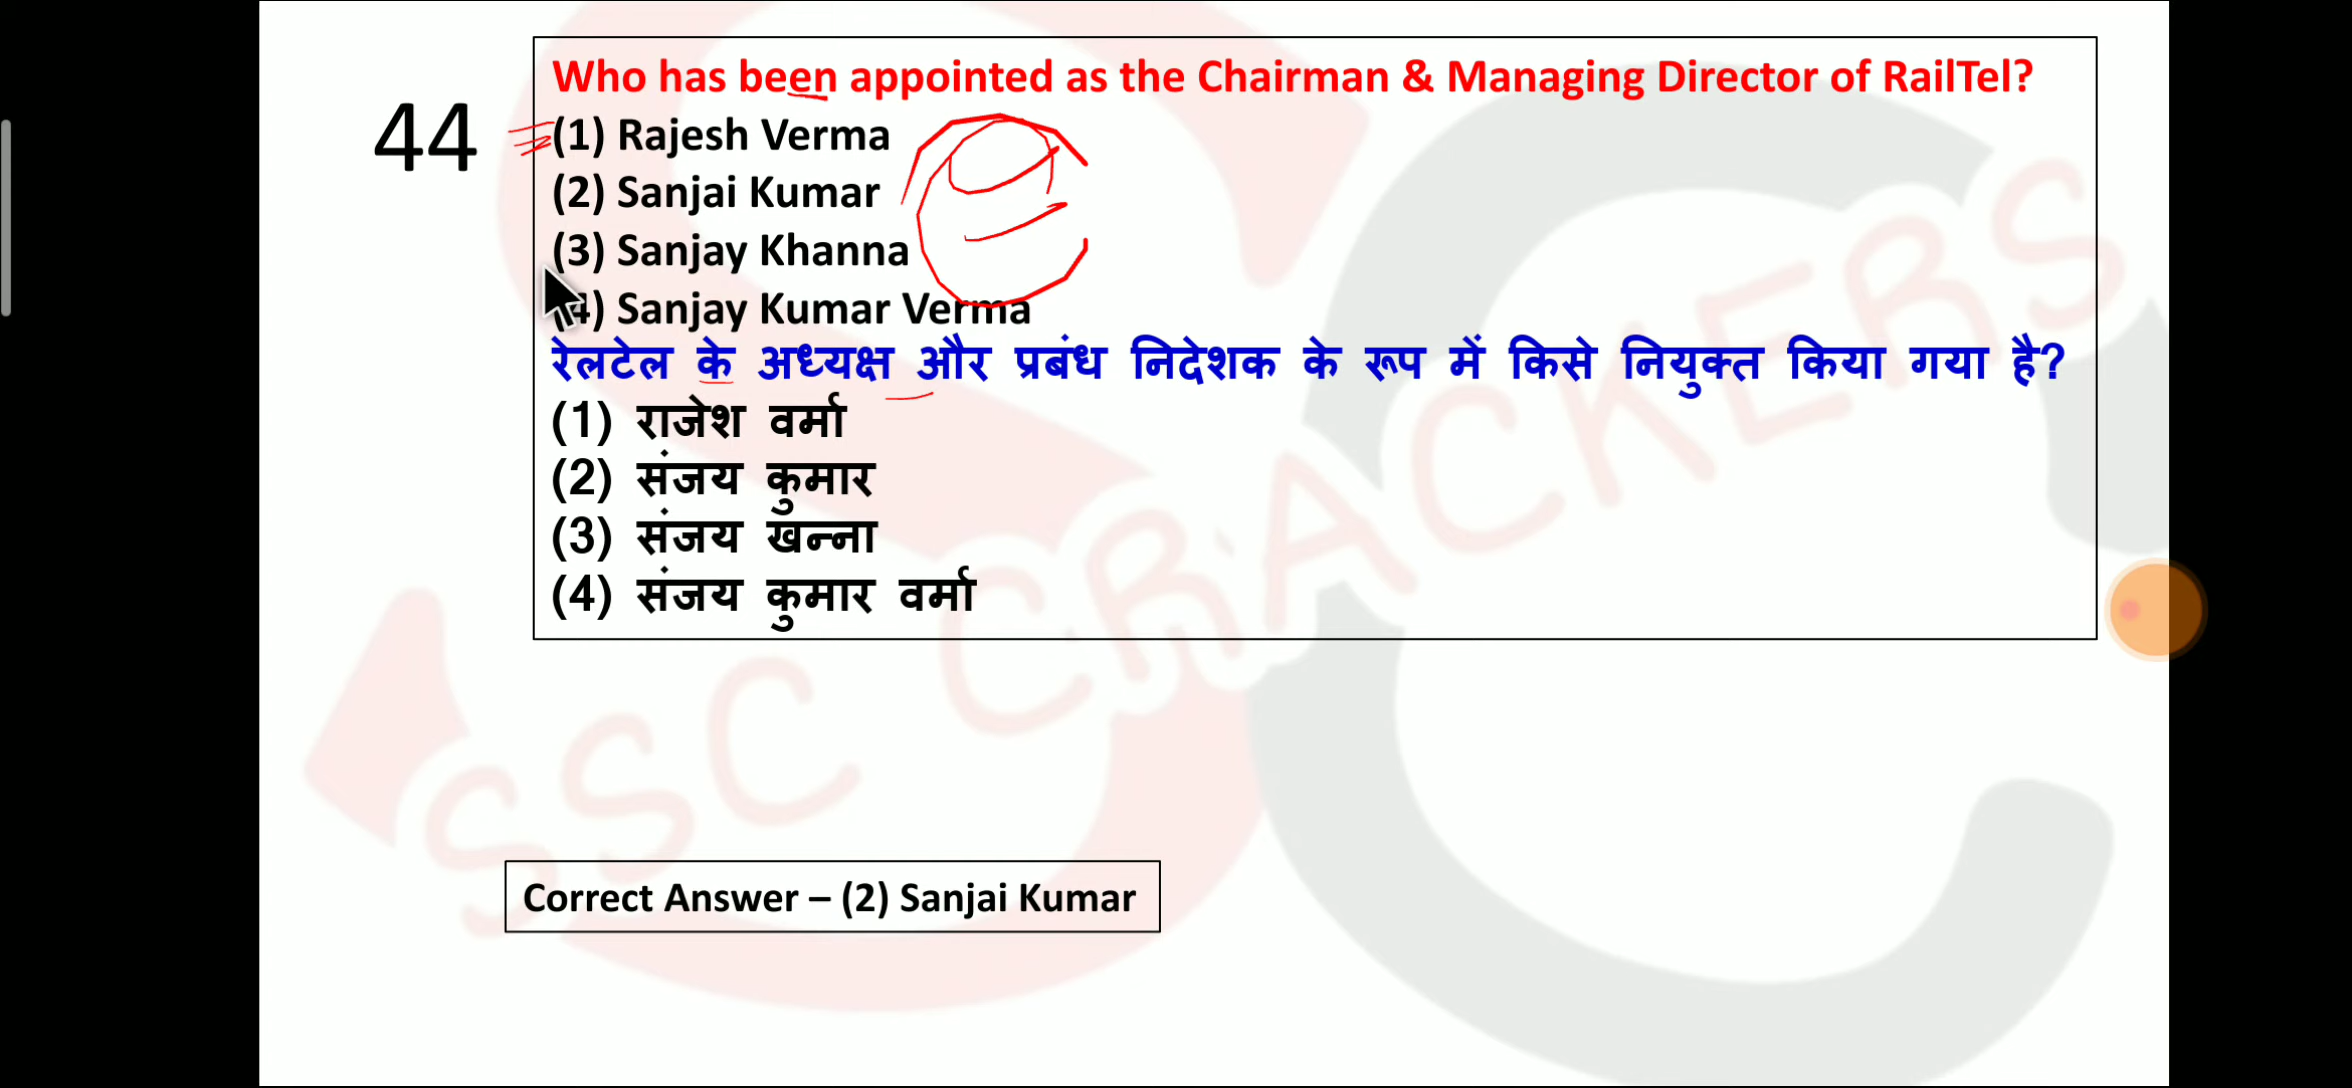 44
Who has been appointed as the Chairman & Managing Director of RailTel?
(1) Rajesh Verma
(2) Sanjai Kumar
(3) Sanjay Khanna
(4) Sanjay Kumar Verma
रेलटेल के अध्यक्ष और प्रबंध निदेशक के रूप में किसे नियुक्त किया गया है?
(1) राजेश वर्मा
(2) संजय कुमार
(3) संजय खन्ना
(4) संजय कुमार वर्मा
SSC CRACKERS
Correct Answer – (2) Sanjai Kumar